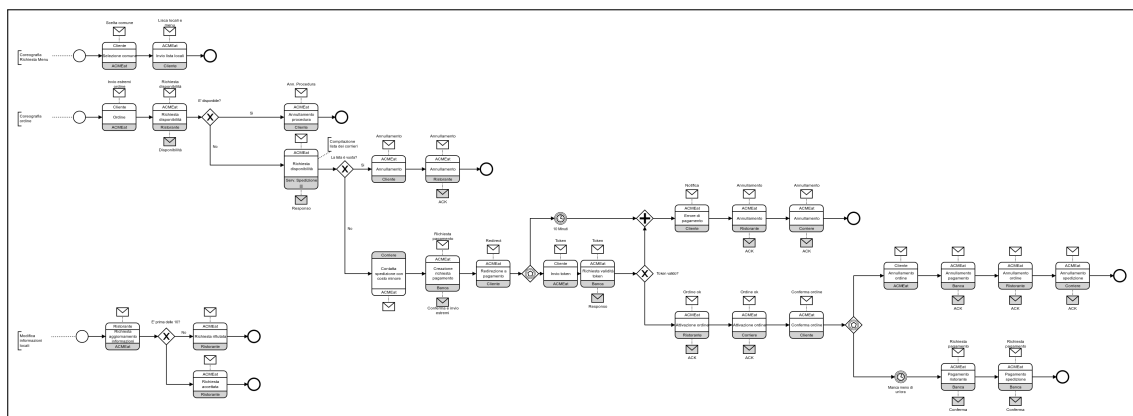 Coreografia
Richiesta Menu
Scelta comune
Cliente
Selezione comune
ACMEat
Lista locali e
menu
ACMEat
Invio lista locali
Cliente
Coreografia
ordine
Invio estremi
ordine
Cliente
Ordine
ACMEat
Richiesta
disponibilità
ACMEat
Richiesta
disponibilità
Ristorante
Disponibilità
E' disponibile?
Si
No
Ann. Procedura
ACMEat
Annullamento
procedura
Cliente
ACMEat
Richiesta
disponibilità
Serv. Spedizione
Response
Compilazione
lista dei corrieri
La lista è vuota?
Si
No
Annullamento
ACMEat
Annullamento
Cliente
Annullamento
ACMEat
Annullamento
Ristorante
ACK
Corriere
Contatta
spedizione con
costo minore
ACMEat
Richiesta
pagamento
ACMEat
Creazione
richiesta
pagamento
Banca
Conferma e invio
estremi
Redirect
ACMEat
Redirezione a
pagamento
Cliente
15 Minuti
Token
Cliente
Invio token
ACMEat
Token
ACMEat
Richiesta validità
token
Banca
Response
Token valido?
Notifica
ACMEat
Errore di
pagamento
Cliente
Annullamento
ACMEat
Annullamento
Ristorante
ACK
Annullamento
ACMEat
Annullamento
Corriere
ACK
Ordine ok
ACMEat
Attivazione ordine
Ristorante
ACK
Ordine ok
ACMEat
Attivazione ordine
Corriere
ACK
Conferma ordine
ACMEat
Conferma ordine
Cliente
Cliente
Annullamento
ordine
ACMEat
ACMEat
Annullamento
pagamento
Banca
ACK
ACMEat
Annullamento
ordine
Ristorante
ACK
ACMEat
Annullamento
spedizione
Corriere
ACK
Manca meno di
un'ora
Richiesta
pagamento
ACMEat
Pagamento
ristorante
Banca
Conferma
Richiesta
pagamento
ACMEat
Pagamento
spedizione
Banca
Conferma
Modifica
informazioni
locali
Ristorante
Richiesta
aggiornamento
informazioni
ACMEat
E' prima delle 10?
No
ACMEat
Richiesta rifiutata
Ristorante
ACMEat
Richiesta
accettata
Ristorante